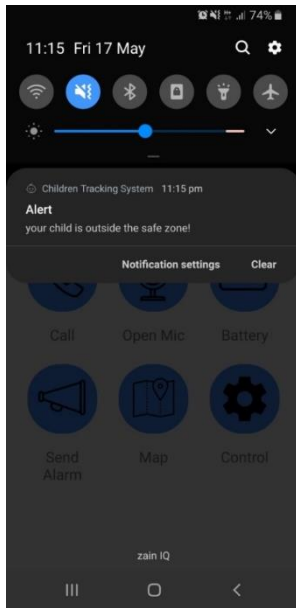 74%
11:15 Fri 17 May
Children Tracking System 11:15 pm
Alert
your child is outside the safe zone!
Notification settings Clear
Call Open Mic Battery
Send Map Control
Alarm
zain IQ